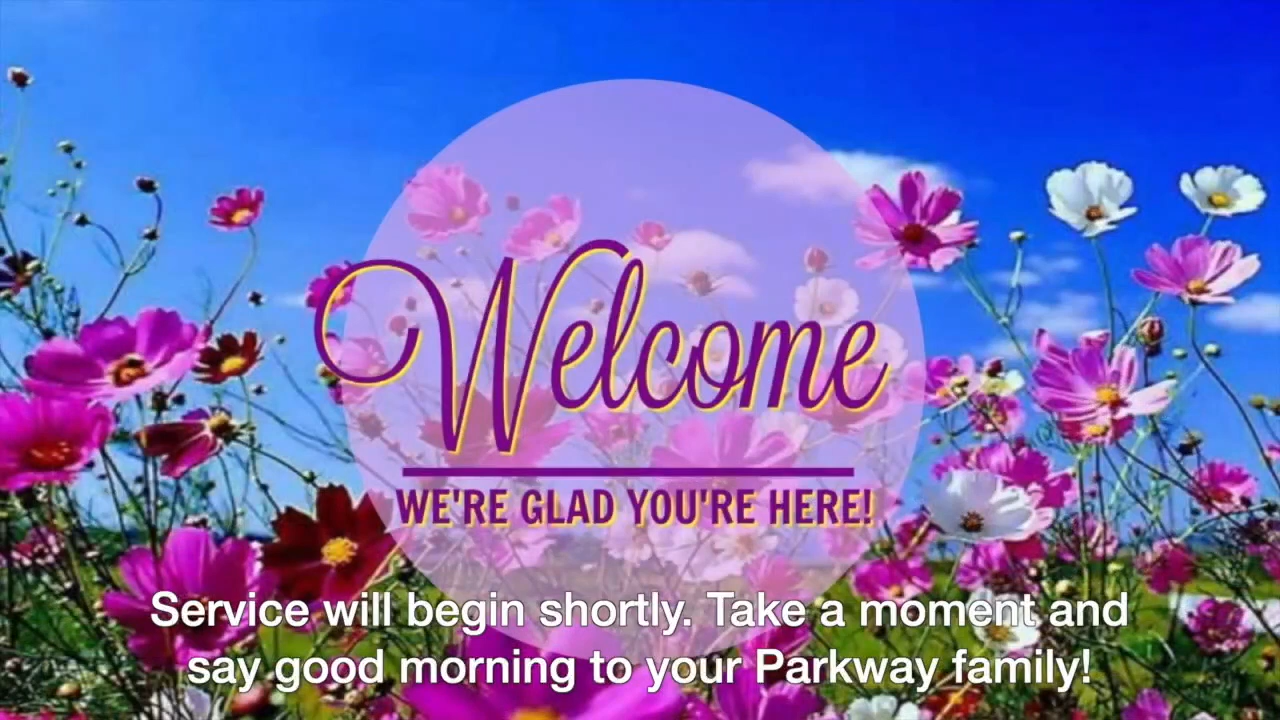 Welcome
WE'RE GLAD YOU'RE HERE!
Service will begin shortly. Take a moment and
say good morning to your Parkway family!